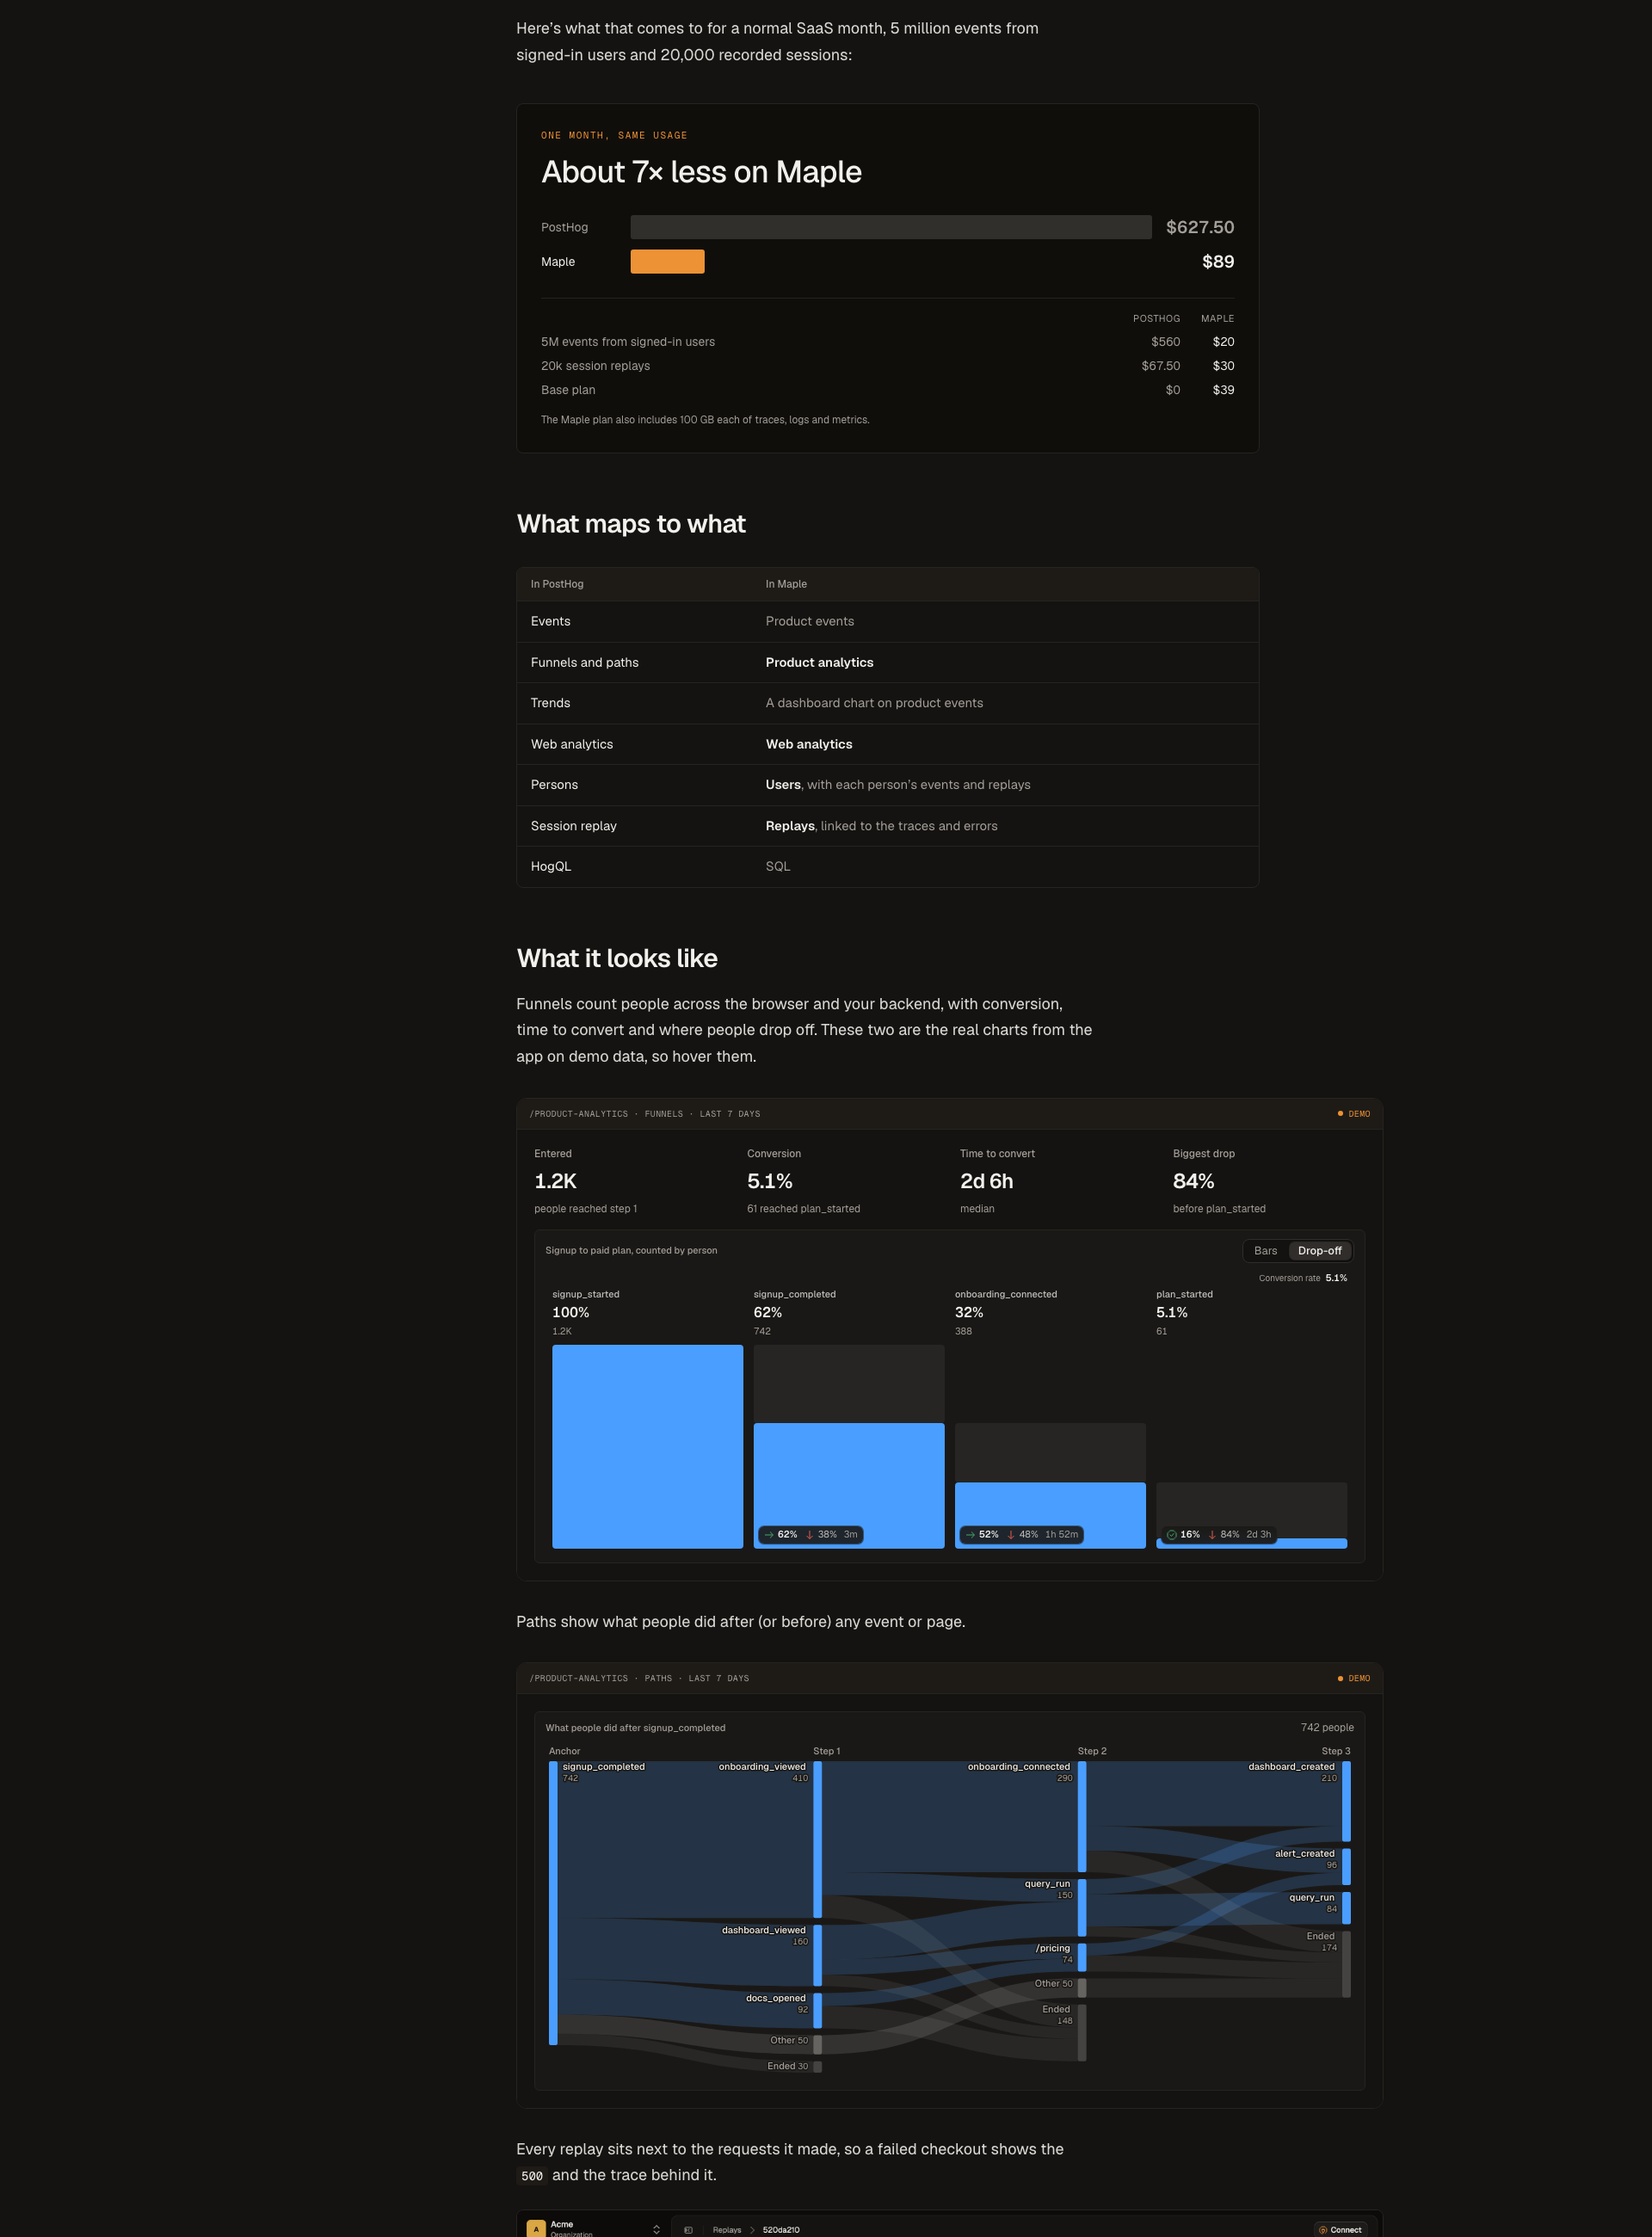 Here’s what that comes to for a normal SaaS month, 5 million events from
signed-in users and 20,000 recorded sessions:
ONE MONTH, SAME USAGE
About 7× less on Maple
PostHog $627.50
Maple $89
POSTHOG MAPLE
5M events from signed-in users $560 $20
20k session replays $67.50 $30
Base plan $0 $39
The Maple plan also includes 100 GB each of traces, logs and metrics.
What maps to what
In PostHog In Maple
Events Product events
Funnels and paths Product analytics
Trends A dashboard chart on product events
Web analytics Web analytics
Persons Users, with each person’s events and replays
Session replay Replays, linked to the traces and errors
HogQL SQL
What it looks like
Funnels count people across the browser and your backend, with conversion,
time to convert and where people drop off. These two are the real charts from the
app on demo data, so hover them.
/PRODUCT-ANALYTICS · FUNNELS · LAST 7 DAYS DEMO
Entered Conversion Time to convert Biggest drop
1.2K 5.1% 2d 6h 84%
people reached step 1 61 reached plan_started median before plan_started
Signup to paid plan, counted by person Bars Drop-off
Conversion rate 5.1%
signup_started signup_completed onboarding_connected plan_started
100% 62% 32% 5.1%
1.2K 742 388 61
62% 38% 3m 52% 48% 1h 52m 16% 84% 2d 3h
Paths show what people did after (or before) any event or page.
/PRODUCT-ANALYTICS · PATHS · LAST 7 DAYS DEMO
What people did after signup_completed 742 people
Anchor Step 1 Step 2 Step 3
signup_completed onboarding_viewed onboarding_connected dashboard_created
742 410 290 210
alert_created
96
query_run
150
query_run
84
dashboard_viewed
160
Ended
174
/pricing
74
Other 50
docs_opened
92
Ended
148
Other 50
Ended 30
Every replay sits next to the requests it made, so a failed checkout shows the
500 and the trace behind it.
A Acme
Organization
Replays 520da210 Connect